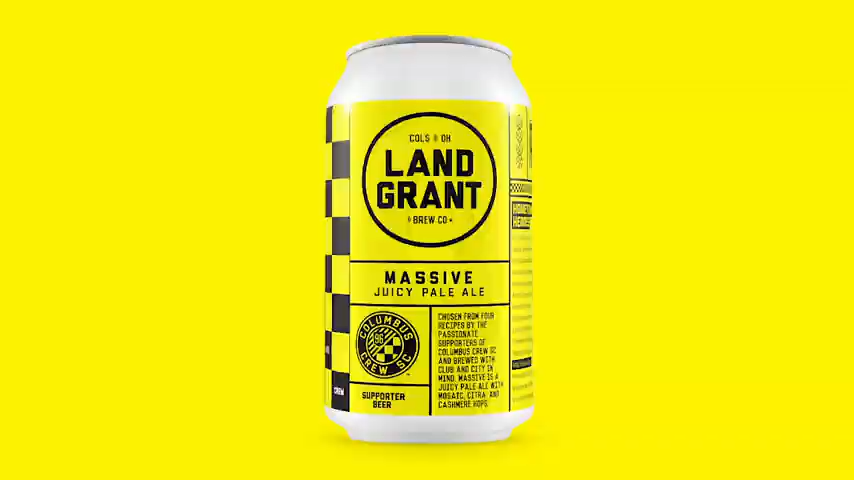 COLS OH
LAND
GRANT
BREW CO
MASSIVE
JUICY PALE ALE
COLUMBUS
96
CREW SC
SUPPORTER
BEER
CHOSEN FROM FOUR
RECIPES BY THE
PASSIONATE
SUPPORTERS OF
COLUMBUS CREW SC
AND BREWED WITH
CLUB AND CITY IN
MIND, MASSIVE IS A
JUICY PALE ALE WITH
MOSAIC, CITRA, AND
CASHMERE HOPS.
CREW